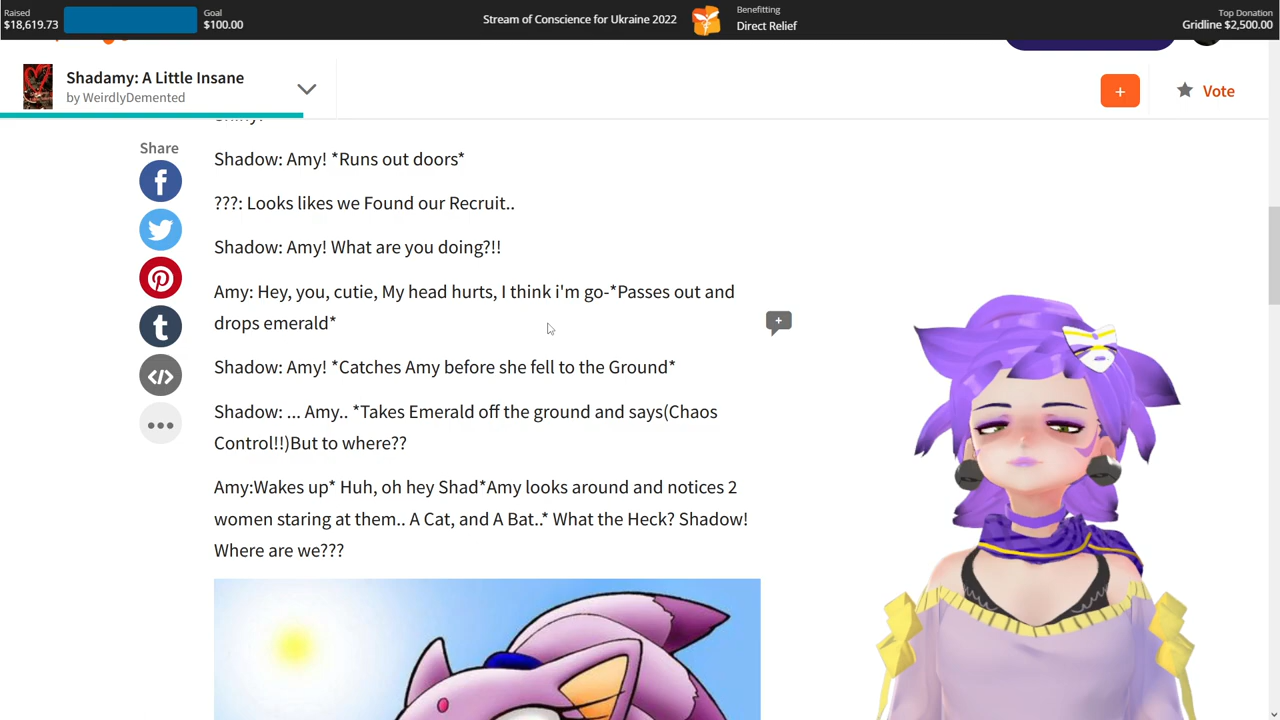 Raised
$18,619.73
Goal
$100.00
Stream of Conscience for Ukraine 2022
Benefitting
Direct Relief
Top Donation
Gridline $2,500.00
Shadamy: A Little Insane
by WeirdlyDemented
+
Vote
Share
Shadow: Amy! *Runs out doors*
???: Looks likes we Found our Recruit..
Shadow: Amy! What are you doing?!!
Amy: Hey, you, cutie, My head hurts, I think i'm go-*Passes out and
drops emerald*
+
Shadow: Amy! *Catches Amy before she fell to the Ground*
Shadow: ... Amy.. *Takes Emerald off the ground and says(Chaos
Control!!)But to where??
Amy:Wakes up* Huh, oh hey Shad*Amy looks around and notices 2
women staring at them.. A Cat, and A Bat..* What the Heck? Shadow!
Where are we???